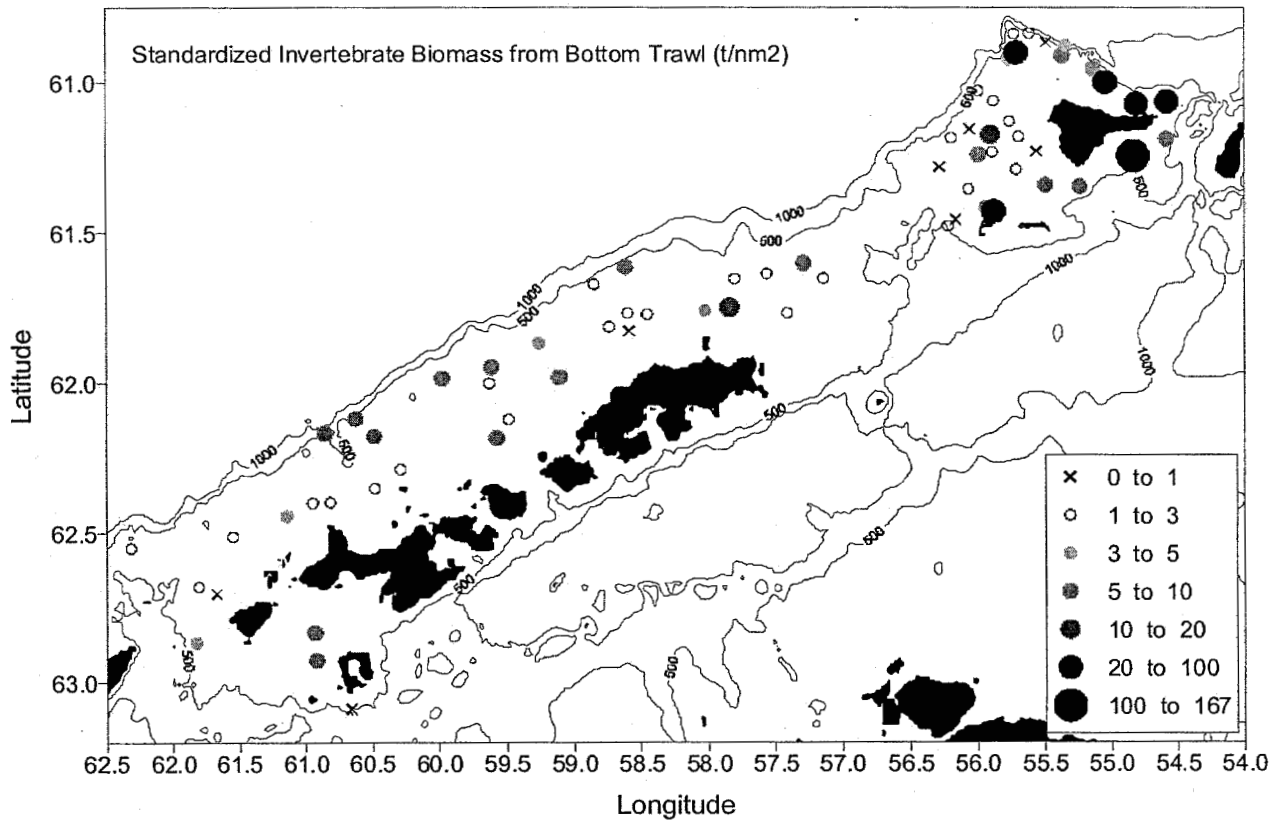 Standardized Invertebrate Biomass from Bottom Trawl (t/nm2)
Latitude
61.0
61.5
62.0
62.5
63.0
500
500
1000
500
1000
1000
1000
500
500
1000
500
500
500
500
500
0 to 1
1 to 3
3 to 5
5 to 10
10 to 20
20 to 100
100 to 167
62.5 62.0 61.5 61.0 60.5 60.0 59.5 59.0 58.5 58.0 57.5 57.0 56.5 56.0 55.5 55.0 54.5 54.0
Longitude